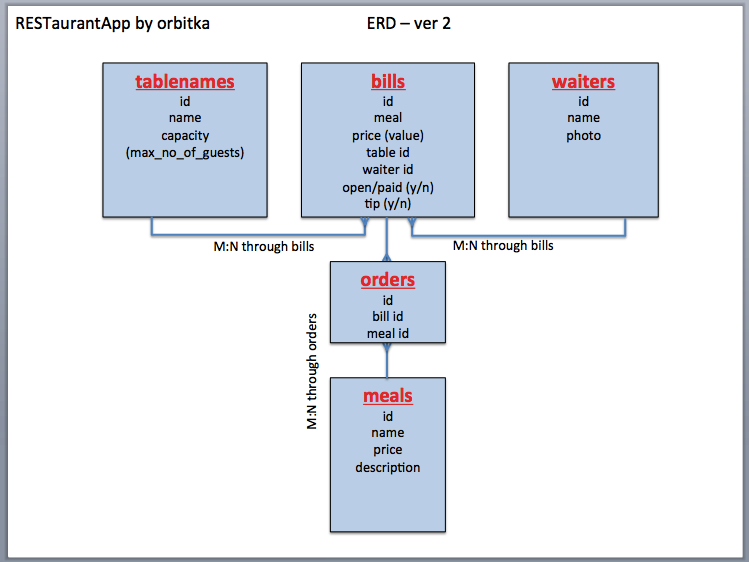 RESTaurantApp by orbitka
ERD – ver 2
tablenames
id
name
capacity
(max_no_of_guests)
bills
id
meal
price (value)
table id
waiter id
open/paid (y/n)
tip (y/n)
waiters
id
name
photo
M:N through bills
M:N through bills
orders
id
bill id
meal id
M:N through orders
meals
id
name
price
description